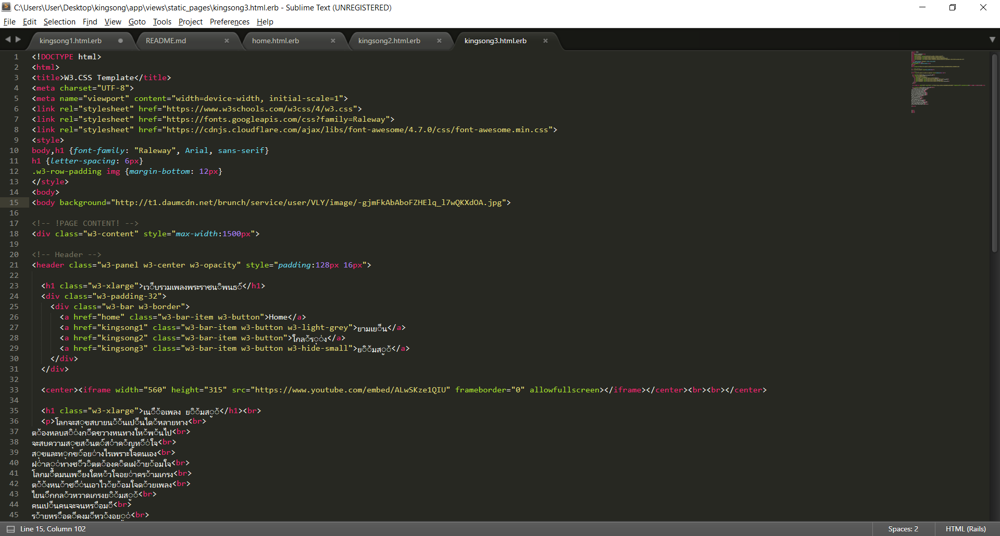 C:\Users\User\Desktop\kingsong\app\views\static_pages\kingsong3.html.erb - Sublime Text (UNREGISTERED)
File Edit Selection Find View Goto Tools Project Preferences Help
kingsong1.html.erb README.md home.html.erb kingsong2.html.erb kingsong3.html.erb
1 <!DOCTYPE html>
2 <html>
3 <title>W3.CSS Template</title>
4 <meta charset="UTF-8">
5 <meta name="viewport" content="width=device-width, initial-scale=1">
6 <link rel="stylesheet" href="https://www.w3schools.com/w3css/4/w3.css">
7 <link rel="stylesheet" href="https://fonts.googleapis.com/css?family=Raleway">
8 <link rel="stylesheet" href="https://cdnjs.cloudflare.com/ajax/libs/font-awesome/4.7.0/css/font-awesome.min.css">
9 <style>
10 body,h1 {font-family: "Raleway", Arial, sans-serif}
11 h1 {letter-spacing: 6px}
12 .w3-row-padding img {margin-bottom: 12px}
13 </style>
14 <body>
15 <body background="http://t1.daumcdn.net/brunch/service/user/VLY/image/-gjmFkAbAboFZHElq_l7wQKXdOA.jpg">
16
17 <!-- !PAGE CONTENT! -->
18 <div class="w3-content" style="max-width:1500px">
19
20 <!-- Header -->
21 <header class="w3-panel w3-center w3-opacity" style="padding:128px 16px">
22
23 <h1 class="w3-xlarge">เว็บรวมเพลงพระราชนิพนธ์</h1>
24 <div class="w3-padding-32">
25 <div class="w3-bar w3-border">
26 <a href="home" class="w3-bar-item w3-button">Home</a>
27 <a href="kingsong1" class="w3-bar-item w3-button w3-light-grey">ยามเย็น</a>
28 <a href="kingsong2" class="w3-bar-item w3-button">ใกล้รุ่ง</a>
29 <a href="kingsong3" class="w3-bar-item w3-button w3-hide-small">ยิ้มสู้</a>
30 </div>
31 </div>
32
33 <center><iframe width="560" height="315" src="https://www.youtube.com/embed/ALwSKze1QIU" frameborder="0" allowfullscreen></iframe></center><br><br></center>
34
35 <h1 class="w3-xlarge">เนื้อเพลง ยิ้มสู้</h1><br>
36 <p>โลกจะสุขสบายนั้นเป็นได้หลายทาง<br>
37 ต้องหลบสิ่งกีดขวางหนทางให้พ้นไป<br>
38 จะสบความสุขสันต์สำคัญที่ใจ<br>
39 สุขและทุกข์อย่างไรเพราะใจตนเอง<br>
40 ฝ่าลู่ทางชีวิตต้องคิดเฝ้าย้อมใจ<br>
41 โลกมืดมนเพียงใดหัวใจอย่าคร้ามเกรง<br>
42 ตั้งหน้าชื่นเอาไว้ย้อมใจด้วยเพลง<br>
43 ไยนึกกลัวหวาดเกรงยิ้มสู้<br>
44 คนเป็นคนจะจนหรือมี<br>
45 ร้ายหรือดีคงมีหวังอยู่<br>
Line 15, Column 102 Spaces: 2 HTML (Rails)